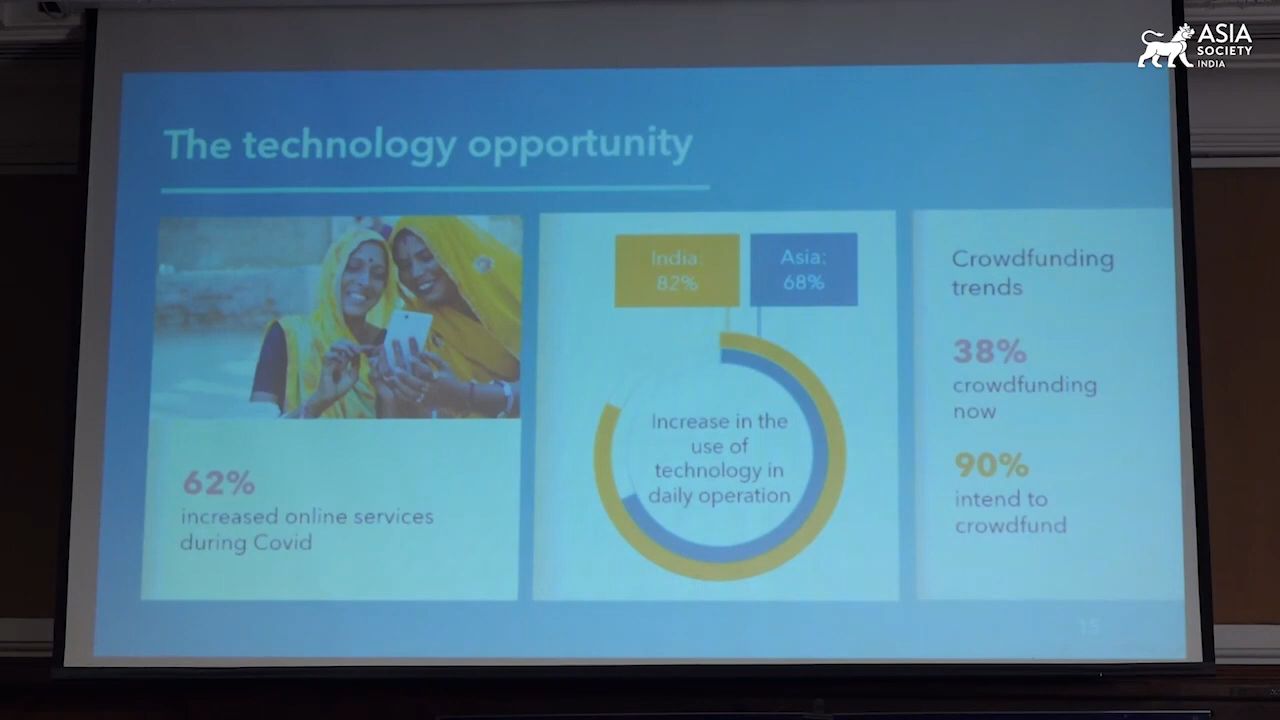 ASIA
SOCIETY
INDIA
The technology opportunity
62%
increased online services
during Covid
India:
82%
Asia:
68%
Increase in the
use of
technology in
daily operation
Crowdfunding
trends
38%
crowdfunding
now
90%
intend to
crowdfund
15